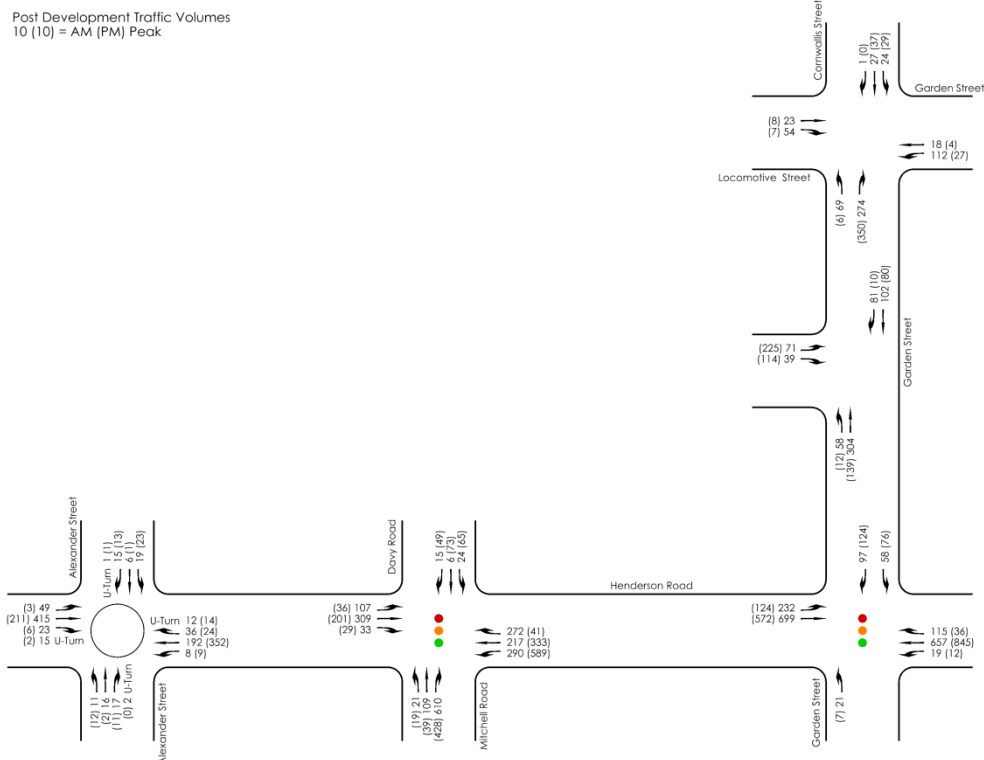 Post Development Traffic Volumes
10 (10) = AM (PM) Peak
Cornwallis Street
1 (0)
27 (37)
24 (29)
Garden Street
(8) 23
(7) 54
18 (4)
112 (27)
Locomotive Street
(6) 69
(350) 274
81 (10)
102 (80)
Garden Street
(225) 71
(114) 39
(12) 58
(139) 304
Alexander Street
U-Turn 1 (1)
15 (13)
6 (1)
19 (23)
Davy Road
15 (49)
6 (73)
24 (65)
Henderson Road
97 (124)
58 (76)
(3) 49
(211) 415
(6) 23
(2) 15 U-Turn
U-Turn 12 (14)
36 (24)
192 (352)
8 (9)
(36) 107
(201) 309
(29) 33
272 (41)
217 (333)
290 (589)
(124) 232
(572) 699
115 (36)
657 (845)
19 (12)
(12) 11
(2) 16
(11) 17
(0) 2 U-Turn
Alexander Street
(19) 21
(39) 109
(428) 610
Mitchell Road
Garden Street
(7) 21